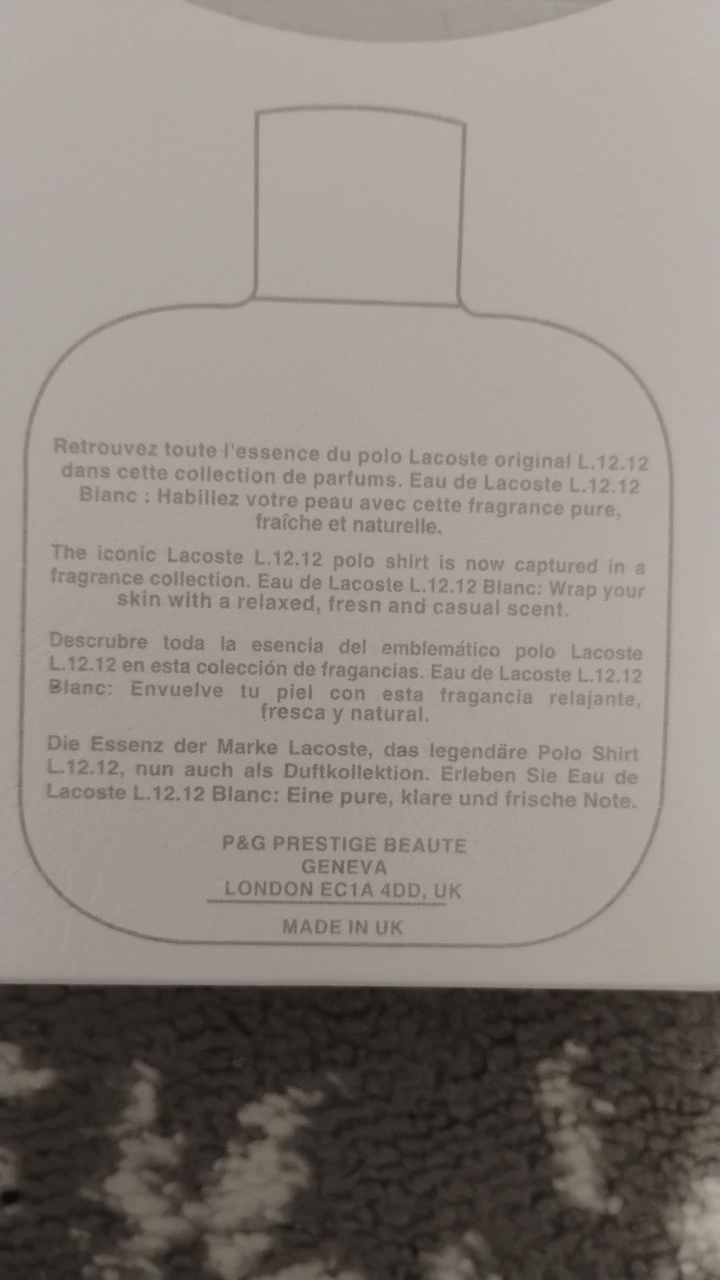 Retrouvez toute l'essence du polo Lacoste original L.12.12
dans cette collection de parfums. Eau de Lacoste L.12.12
Blanc : Habillez votre peau avec cette fragrance pure,
fraîche et naturelle.
The iconic Lacoste L.12.12 polo shirt is now captured in a
fragrance collection. Eau de Lacoste L.12.12 Blanc: Wrap your
skin with a relaxed, fresn and casual scent.
Descrubre toda la esencia del emblemático polo Lacoste
L.12.12 en esta colección de fragancias. Eau de Lacoste L.12.12
Blanc: Envuelve tu piel con esta fragancia relajante,
fresca y natural.
Die Essenz der Marke Lacoste, das legendäre Polo Shirt
L.12.12, nun auch als Duftkollektion. Erleben Sie Eau de
Lacoste L.12.12 Blanc: Eine pure, klare und frische Note.
P&G PRESTIGE BEAUTE
GENEVA
LONDON EC1A 4DD, UK
MADE IN UK